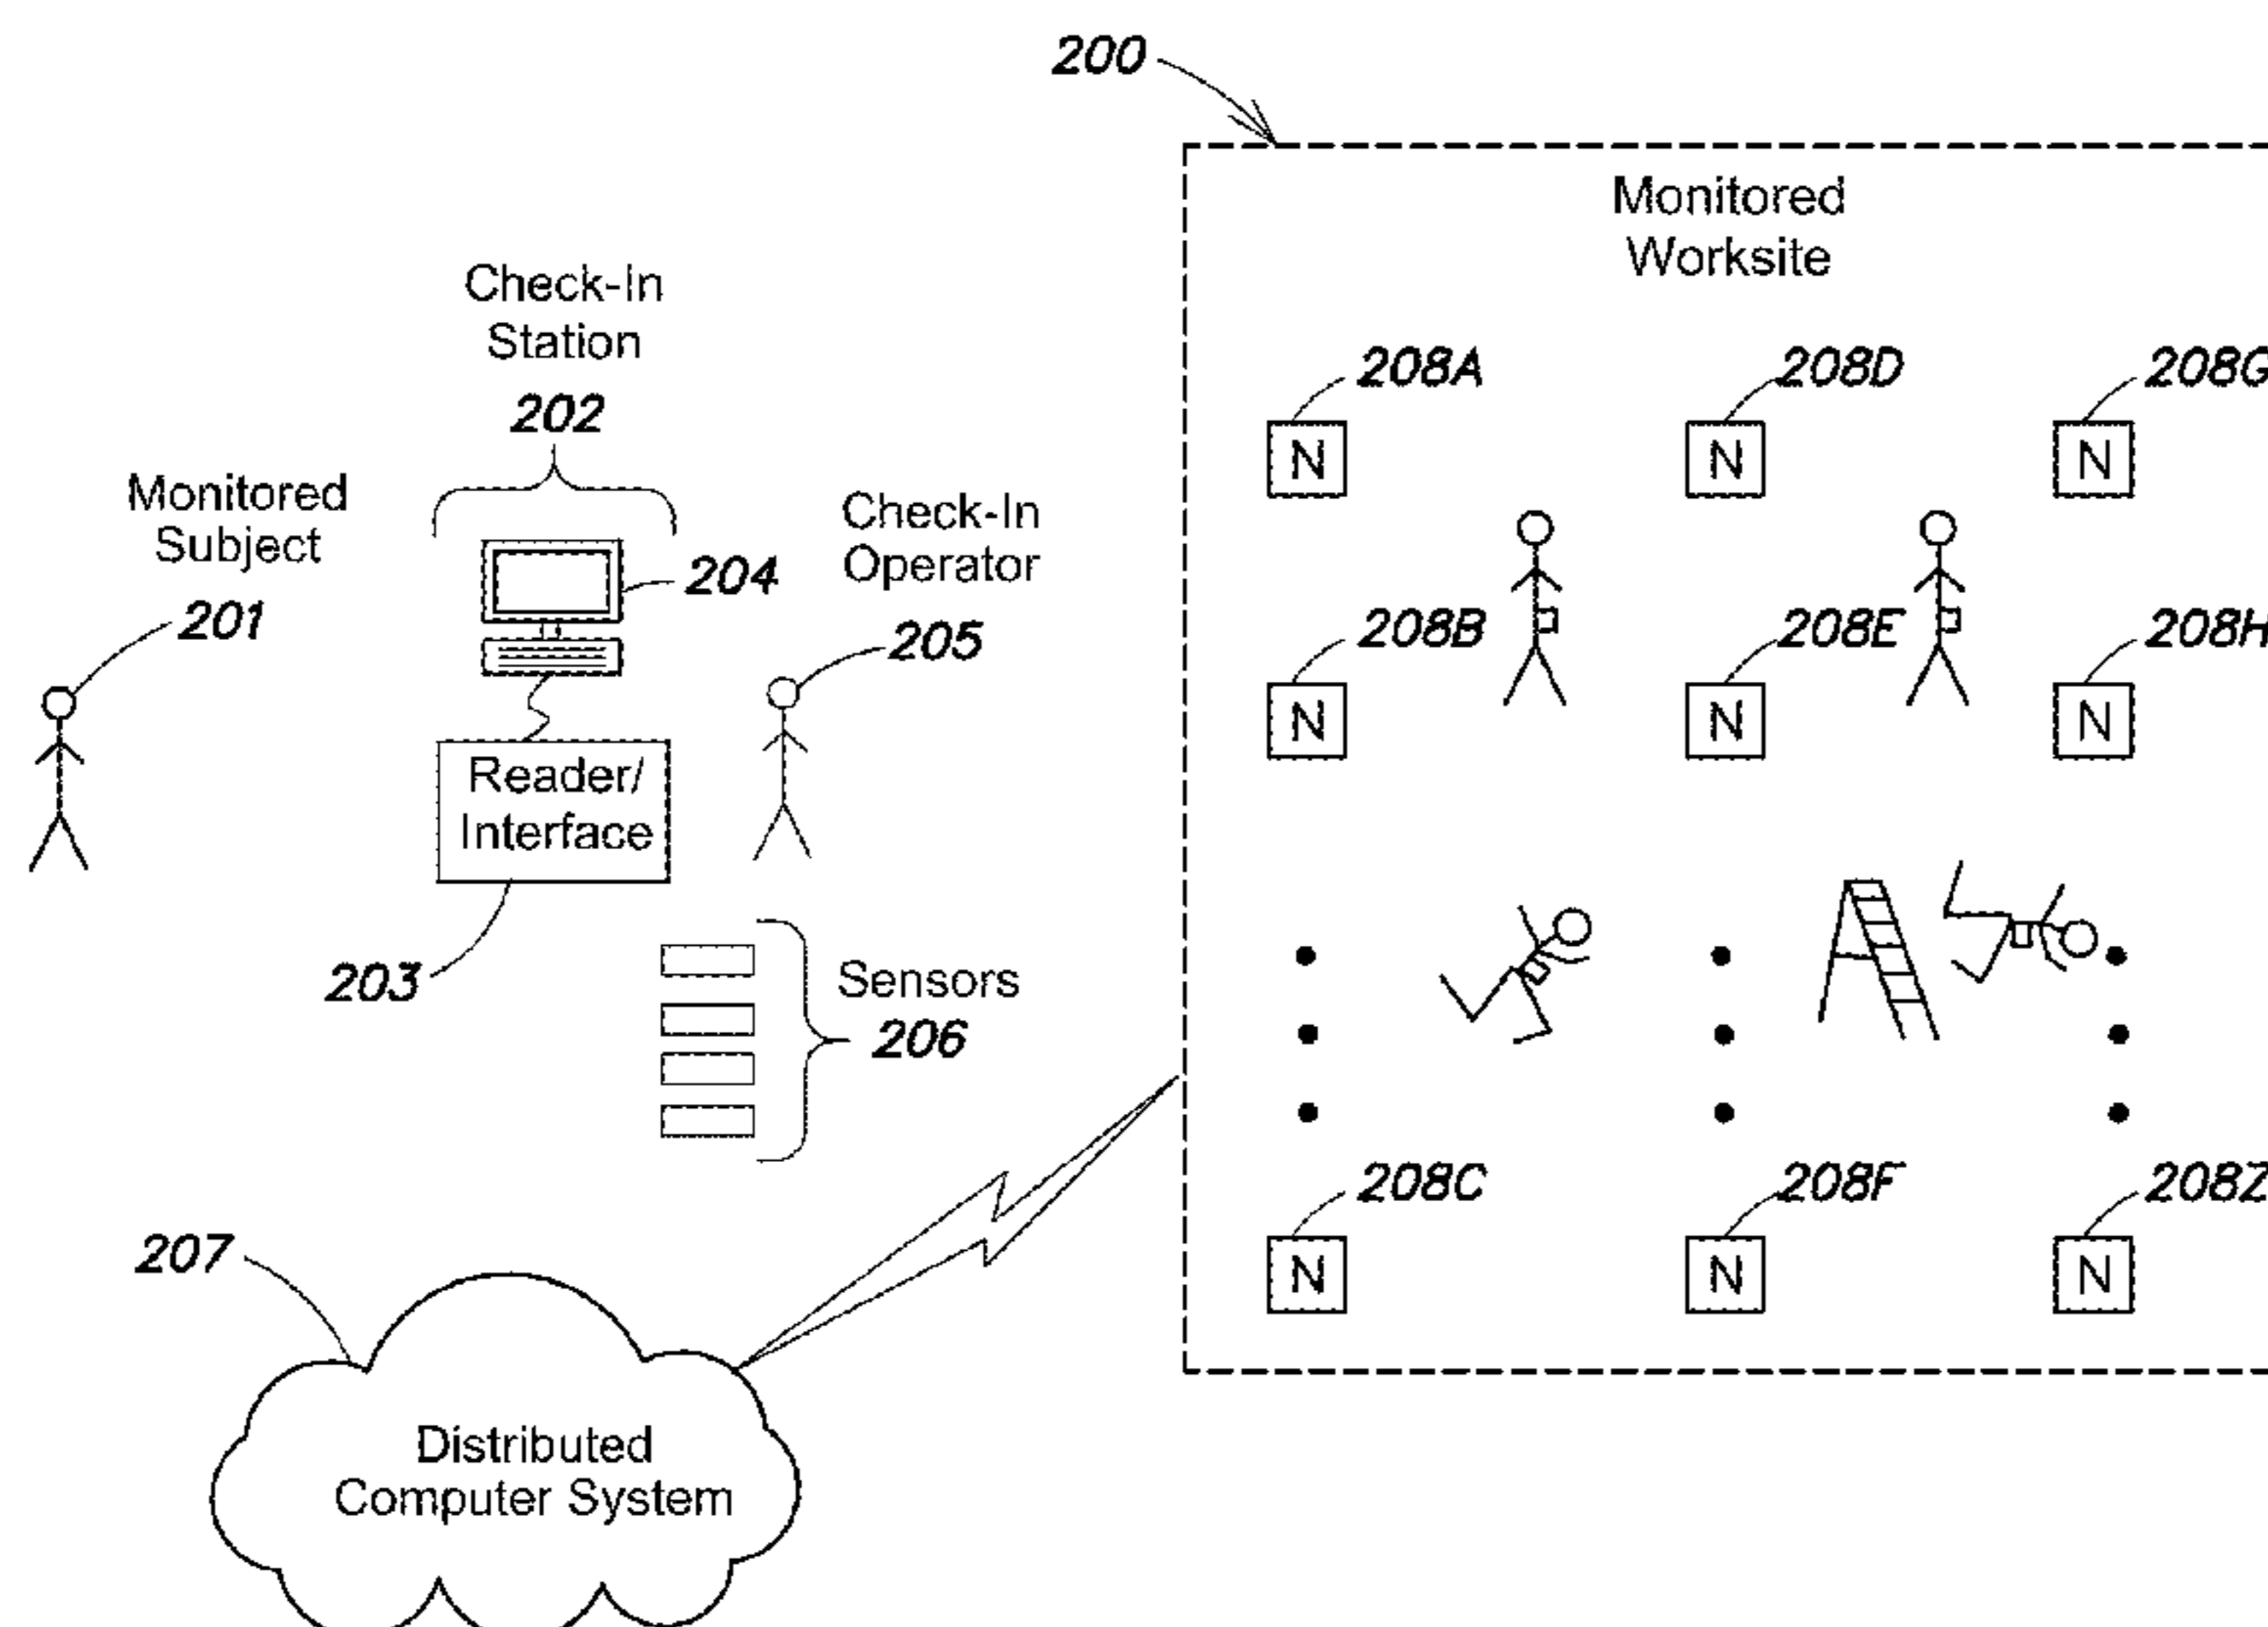 200
Monitored
Worksite
Check-In
Station
202
Monitored
Subject
201
204
Check-In
Operator
205
Reader/
Interface
203
Sensors
206
207
Distributed
Computer System
208A
208D
208G
N
N
N
208B
208E
208H
N
N
N
208C
208F
208Z
N
N
N